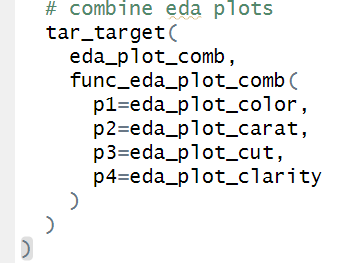 # combine eda plots
tar_target(
eda_plot_comb,
func_eda_plot_comb(
p1=eda_plot_color,
p2=eda_plot_carat,
p3=eda_plot_cut,
p4=eda_plot_clarity
)
)
)